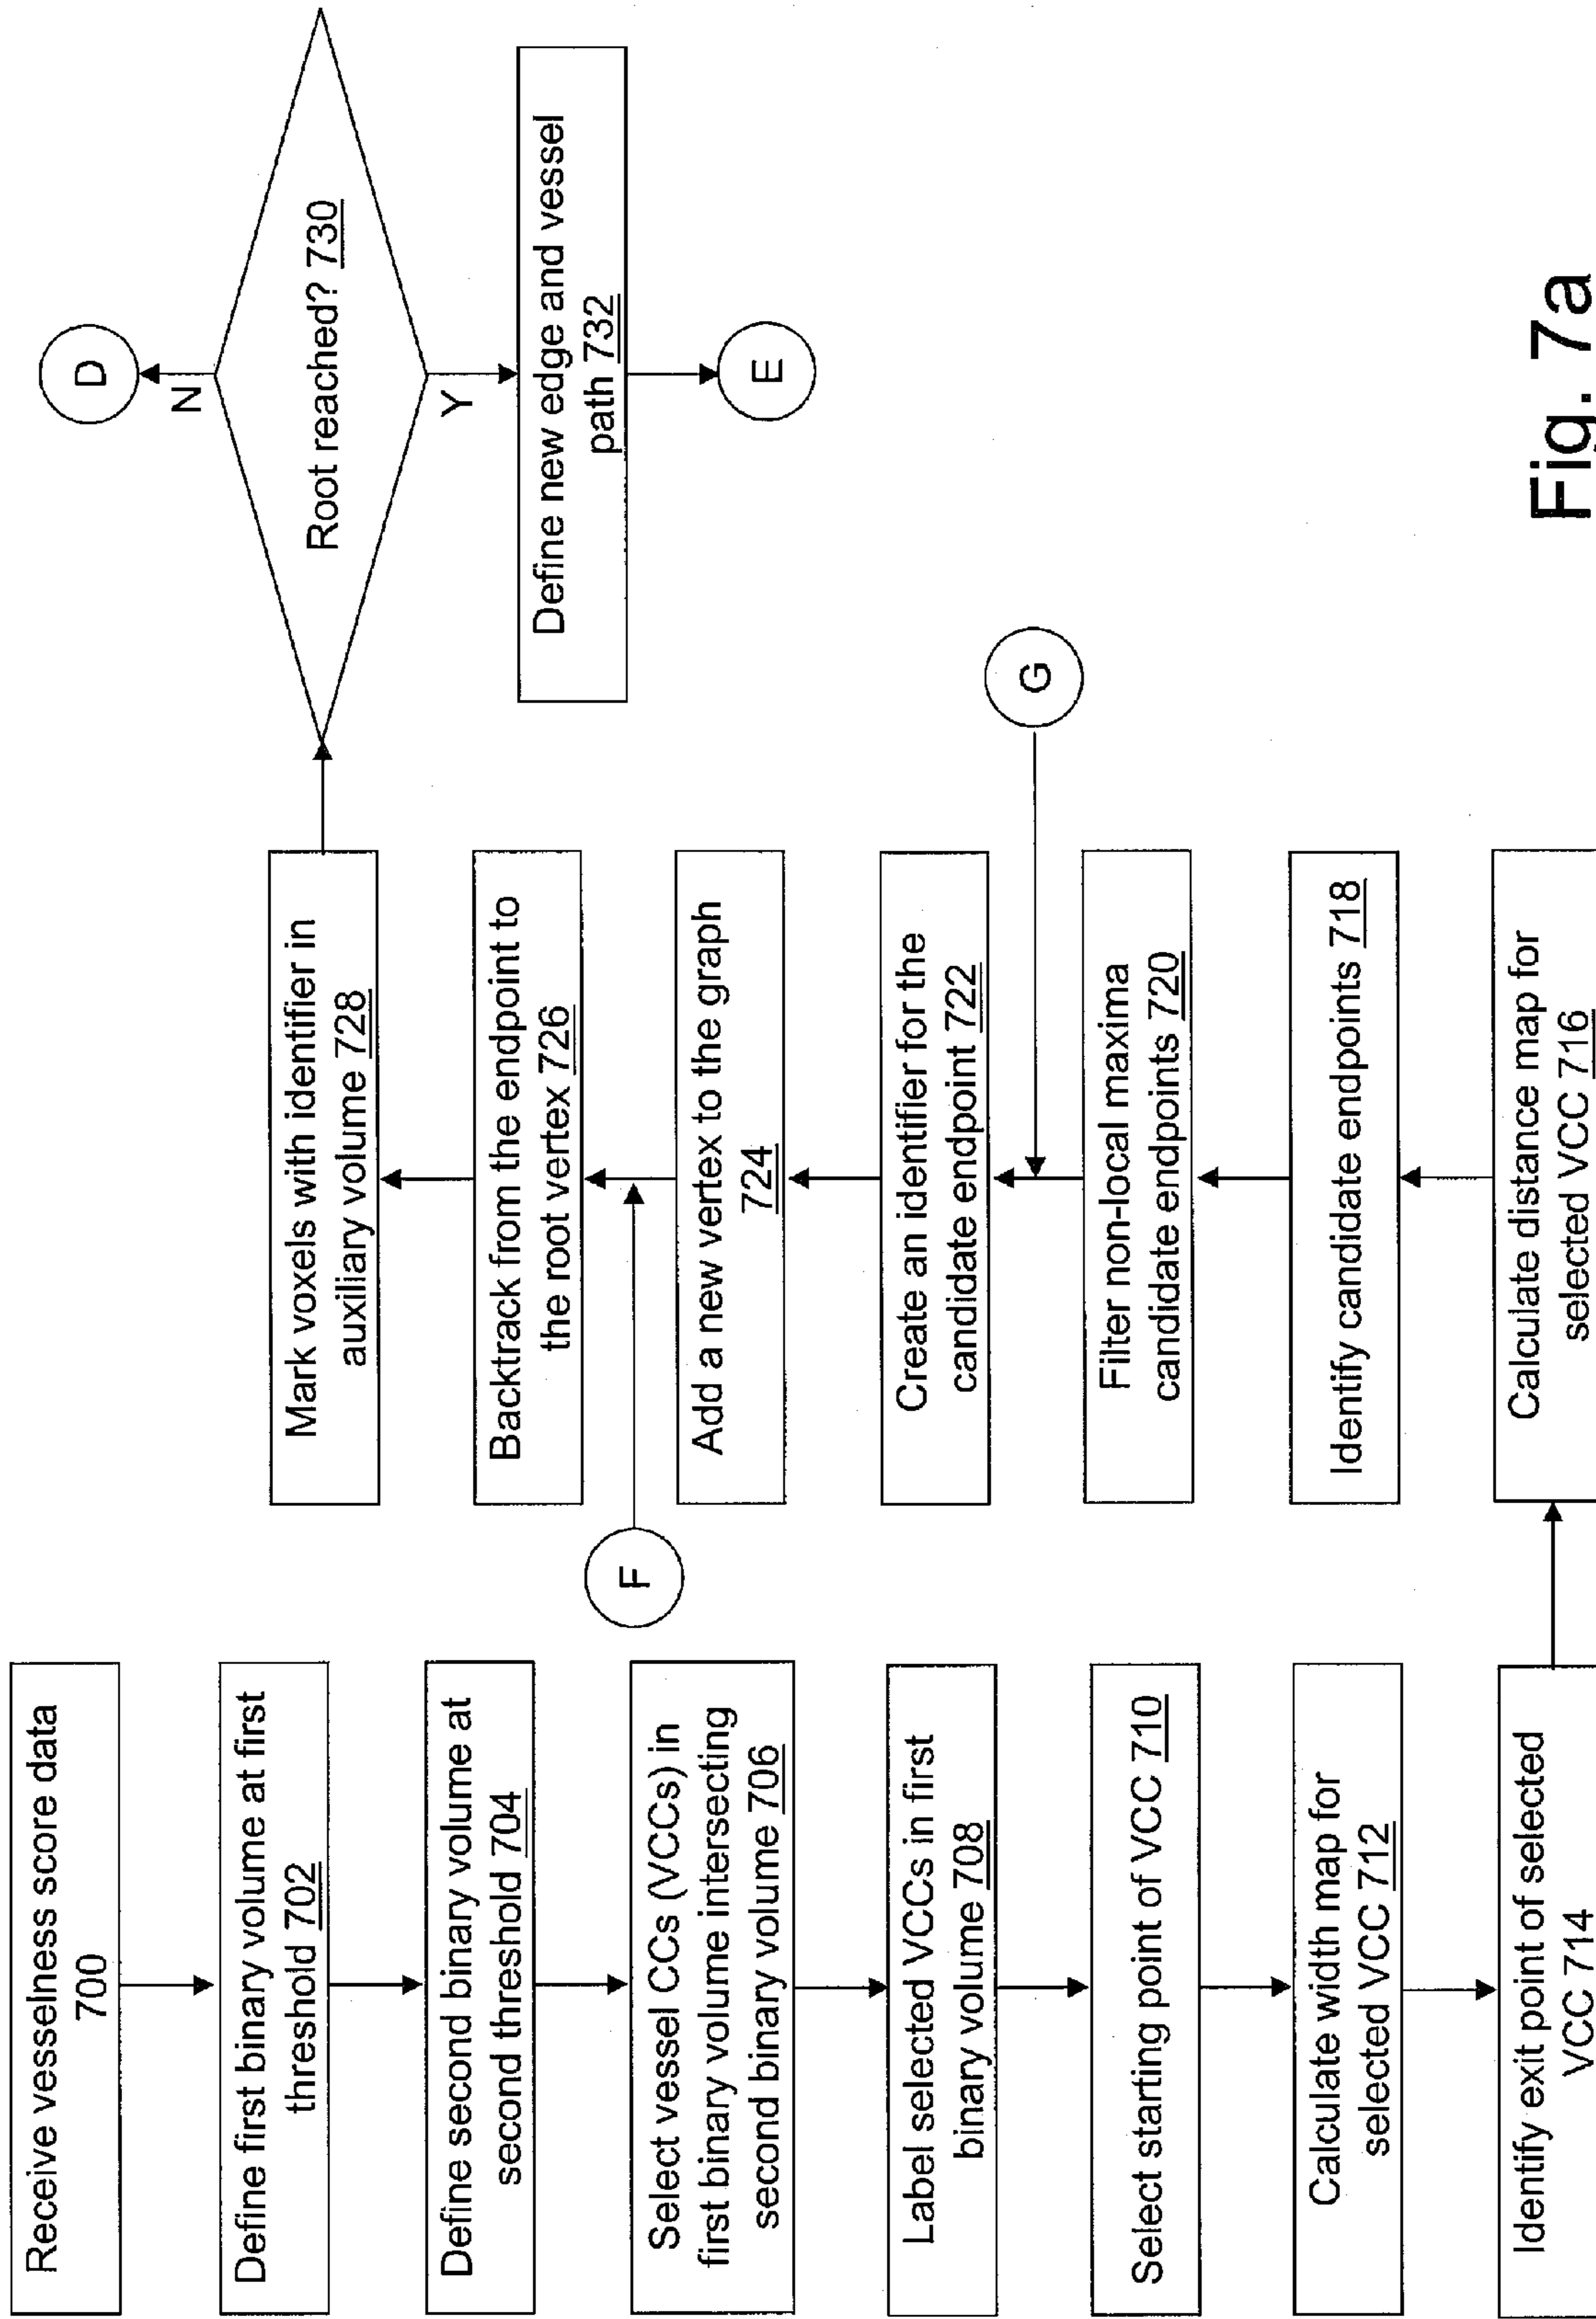 Receive vesselness score data
700
Define first binary volume at first
threshold 702
Define second binary volume at
second threshold 704
Select vessel CCs (VCCs) in
first binary volume intersecting
second binary volume 706
Label selected VCCs in first
binary volume 708
Select starting point of VCC 710
Calculate width map for
selected VCC 712
Identify exit point of selected
VCC 714
Calculate distance map for
selected VCC 716
Identify candidate endpoints 718
Filter non-local maxima
candidate endpoints 720
G
Create an identifier for the
candidate endpoint 722
Add a new vertex to the graph
724
F
Backtrack from the endpoint to
the root vertex 726
Mark voxels with identifier in
auxiliary volume 728
Root reached? 730
N
D
Y
Define new edge and vessel
path 732
E
Fig. 7a